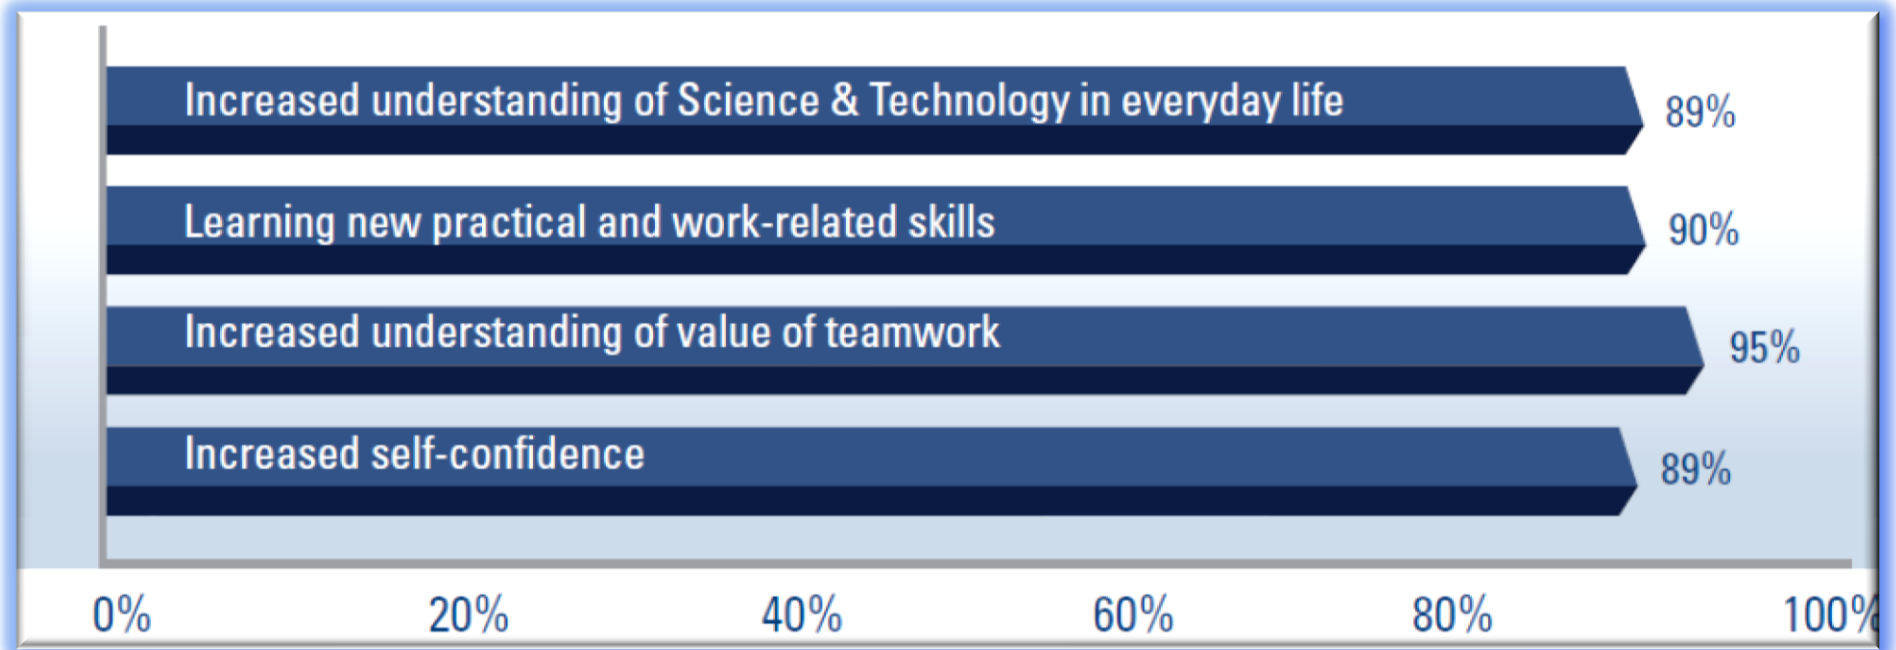 Increased understanding of Science & Technology in everyday life 89%
Learning new practical and work-related skills 90%
Increased understanding of value of teamwork 95%
Increased self-confidence 89%
0% 20% 40% 60% 80% 100%